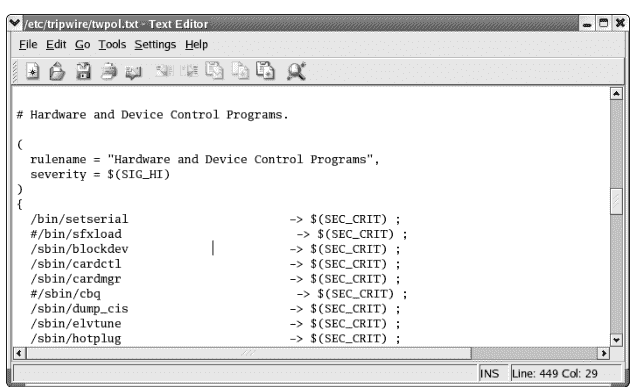 /etc/tripwire/twpol.txt - Text Editor
File Edit Go Tools Settings Help
# Hardware and Device Control Programs.
(
rulename = "Hardware and Device Control Programs",
severity = $(SIG_HI)
)
{
/bin/setserial -> $(SEC_CRIT) ;
#/bin/sfxload -> $(SEC_CRIT) ;
/sbin/blockdev -> $(SEC_CRIT) ;
/sbin/cardctl -> $(SEC_CRIT) ;
/sbin/cardmgr -> $(SEC_CRIT) ;
#/sbin/cbq -> $(SEC_CRIT) ;
/sbin/dump_cis -> $(SEC_CRIT) ;
/sbin/elvtune -> $(SEC_CRIT) ;
/sbin/hotplug -> $(SEC_CRIT) ;
INS Line: 449 Col: 29